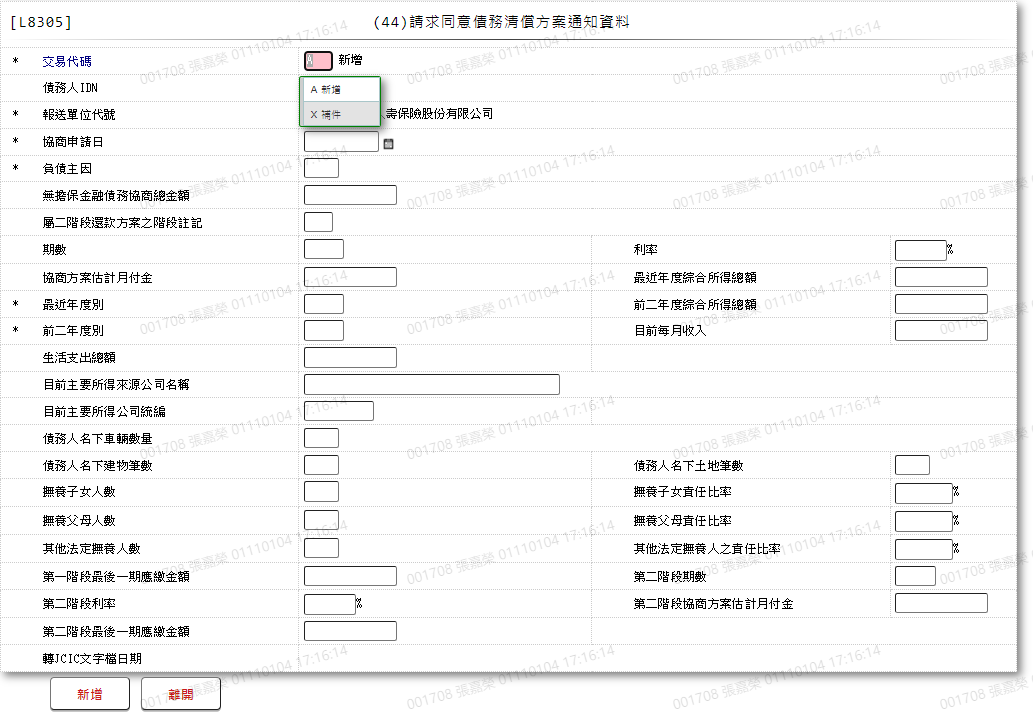 [L8305] (44)請求同意債務清償方案通知資料
* 交易代碼 A 新增
債務人IDN A 新增
* 報送單位代號 X 補件 壽保險股份有限公司
* 協商申請日
* 負債主因
無擔保金融債務協商總金額
屬二階段還款方案之階段註記
期數 利率 %
協商方案估計月付金 最近年度綜合所得總額
* 最近年度別 前二年度綜合所得總額
* 前二年度別 目前每月收入
生活支出總額
目前主要所得來源公司名稱
目前主要所得公司統編
債務人名下車輛數量
債務人名下建物筆數 債務人名下土地筆數
撫養子女人數 撫養子女責任比率 %
撫養父母人數 撫養父母責任比率 %
其他法定撫養人數 其他法定撫養人之責任比率 %
第一階段最後一期應繳金額 第二階段期數
第二階段利率 % 第二階段協商方案估計月付金
第二階段最後一期應繳金額
轉JCIC文字檔日期
新增 離開
001708 張嘉榮 01110104 17:16:14